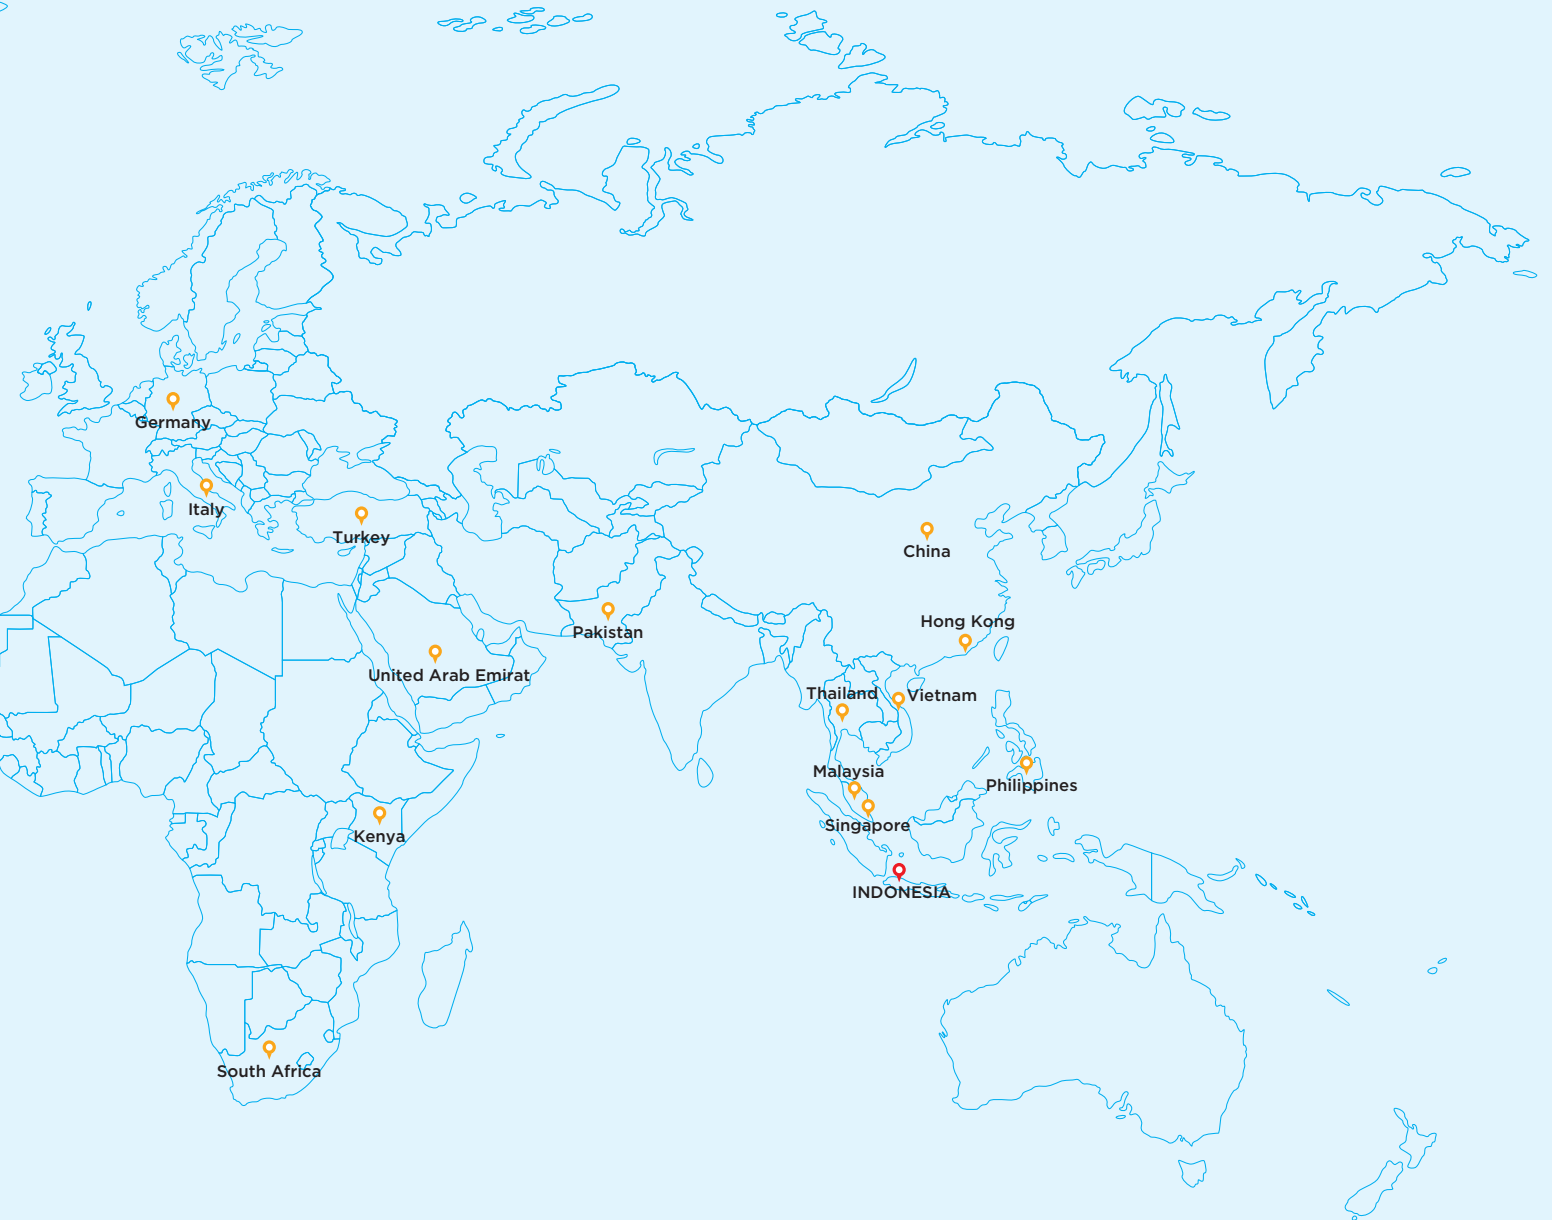 Germany
Italy
Turkey
China
Hong Kong
Pakistan
United Arab Emirat
Thailand
Vietnam
Malaysia
Philippines
Singapore
Kenya
INDONESIA
South Africa